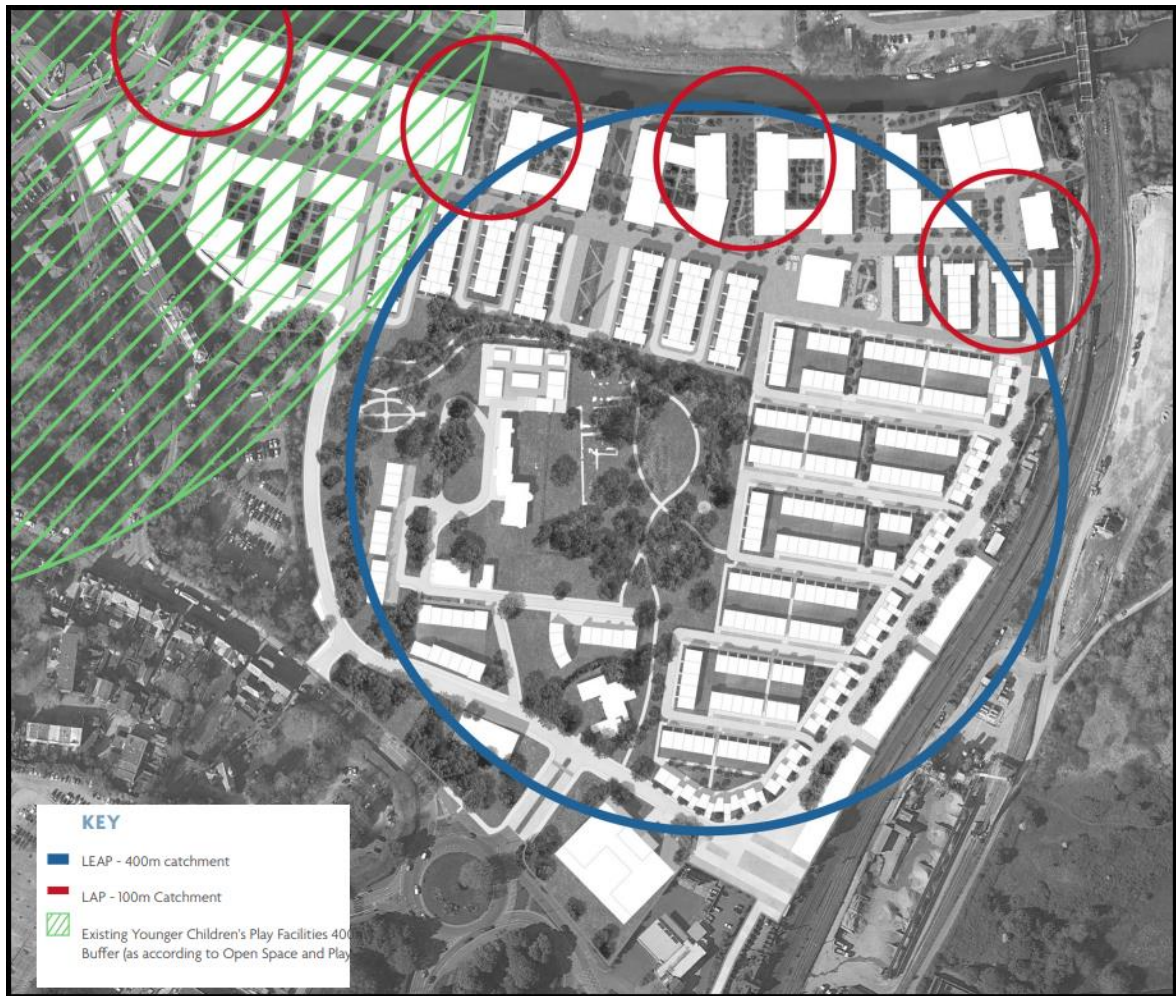 KEY
LEAP - 400m catchment
LAP - 100m Catchment
Existing Younger Children's Play Facilities 400
Buffer (as according to Open Space and Play